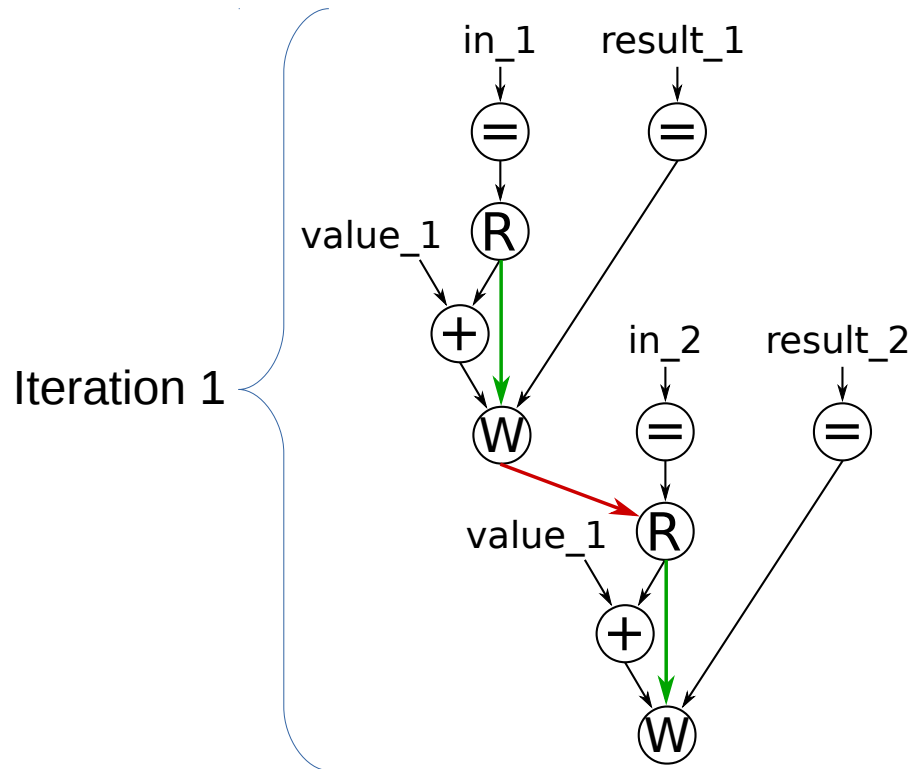 in_1 result_1
= =
value_1 R
+
in_2 result_2
Iteration 1
W = =
value_1 R
+
W